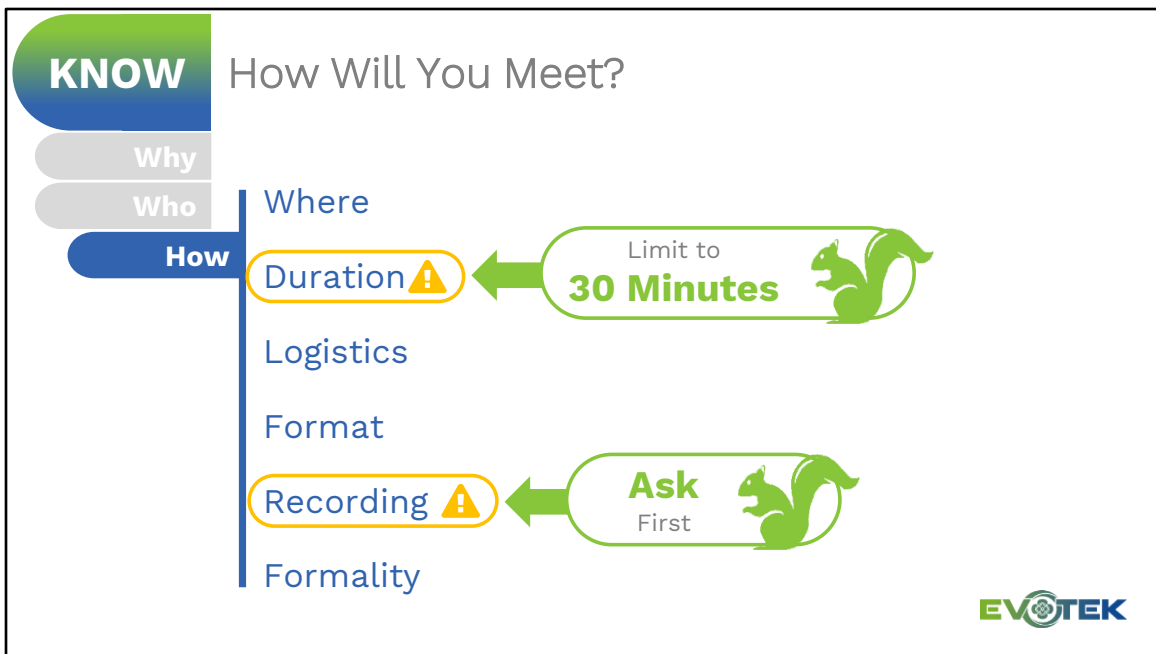 KNOW
How Will You Meet?
Why
Who
How
Where
Duration
Limit to
30 Minutes
Logistics
Format
Recording
Ask
First
Formality
EVOTEK